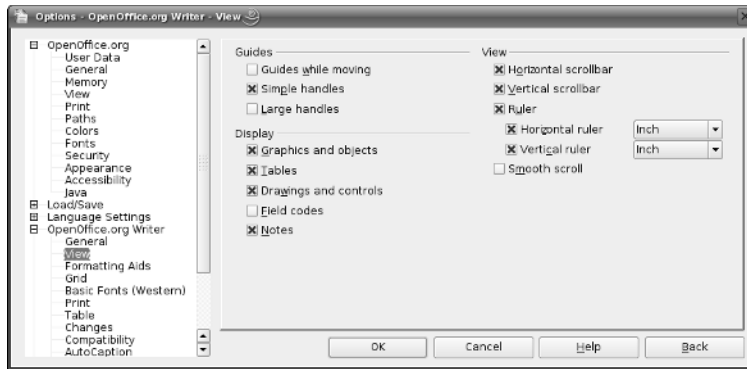 Options - OpenOffice.org Writer - View
OpenOffice.org
User Data
General
Memory
View
Print
Paths
Colors
Fonts
Security
Appearance
Accessibility
Java
Load/Save
Language Settings
OpenOffice.org Writer
General
View
Formatting Aids
Grid
Basic Fonts (Western)
Print
Table
Changes
Compatibility
AutoCaption
Guides
Guides while moving
Simple handles
Large handles
Display
Graphics and objects
Tables
Drawings and controls
Field codes
Notes
View
Horizontal scrollbar
Vertical scrollbar
Ruler
Horizontal ruler Inch
Vertical ruler Inch
Smooth scroll
OK Cancel Help Back